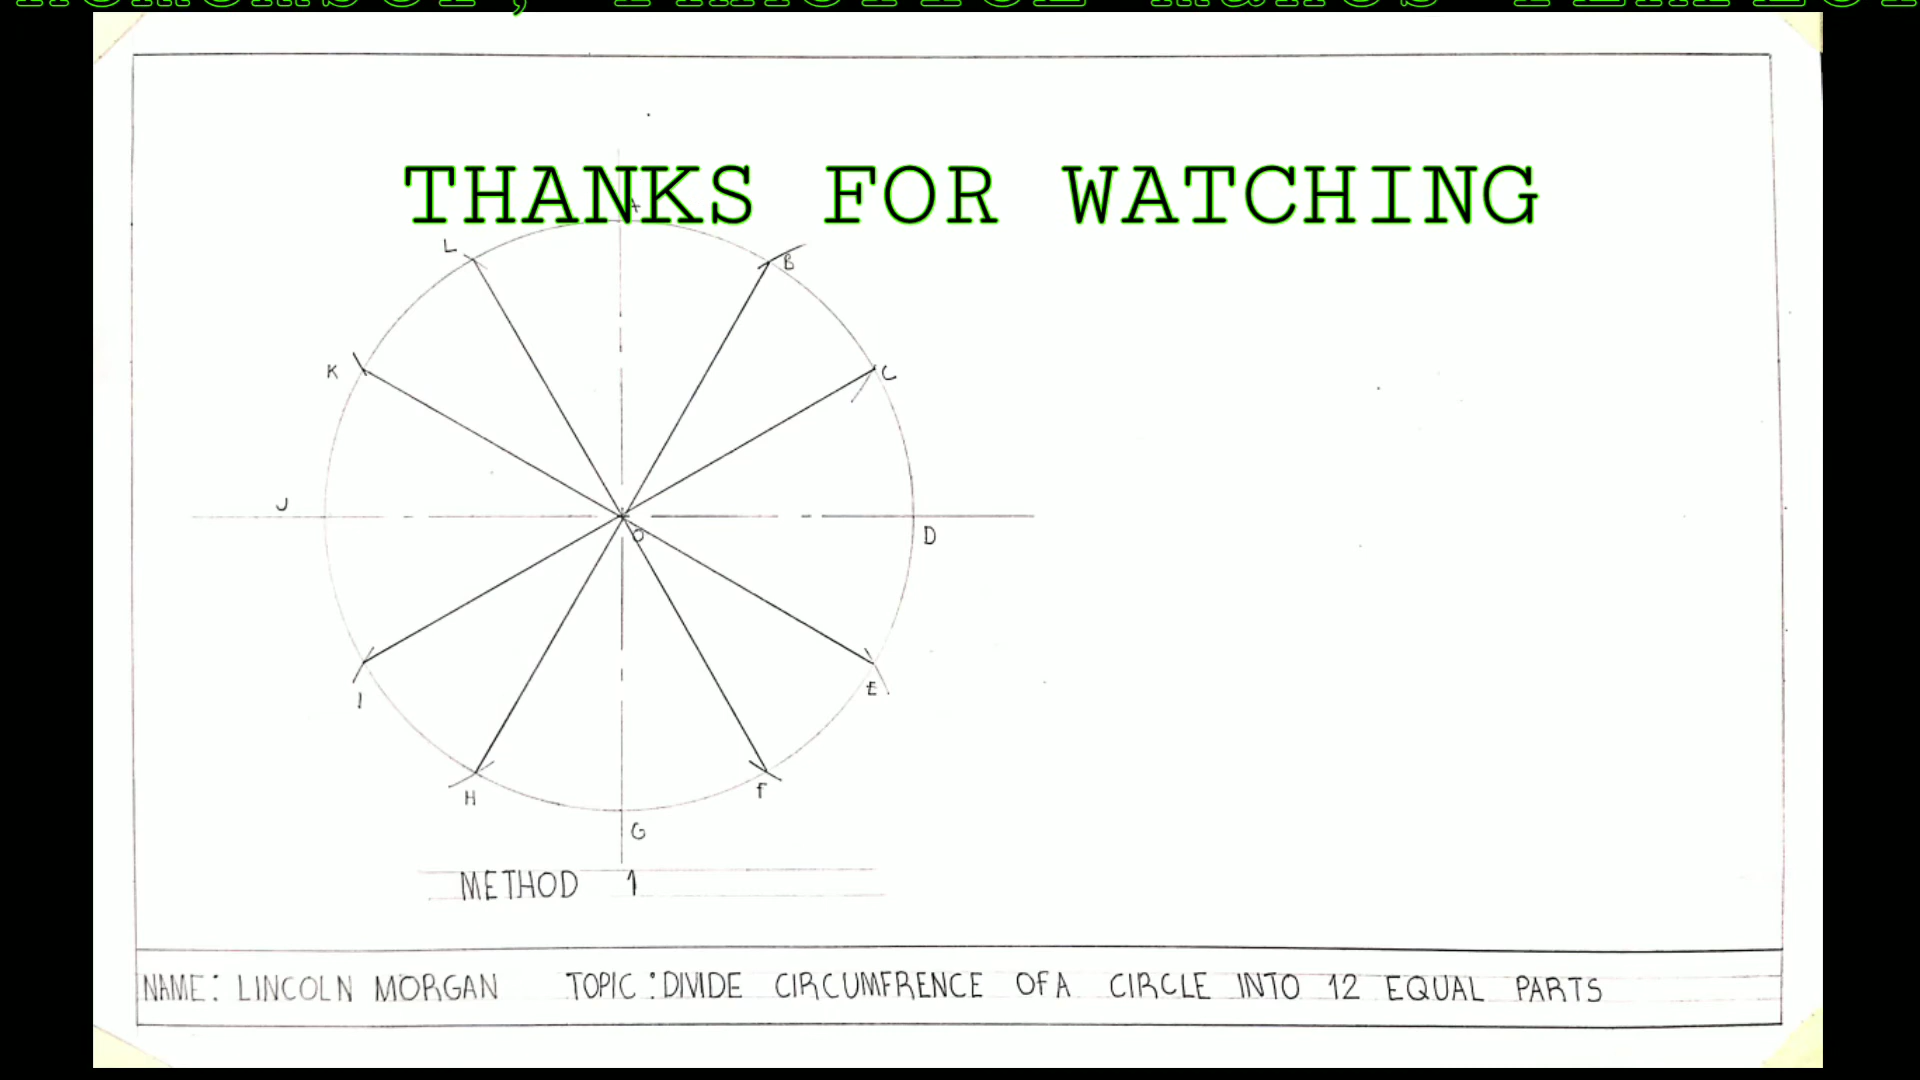 THANKS FOR WATCHING
A
L
B
K
C
J
O
D
I
E
H
F
G
METHOD 1
NAME: LINCOLN MORGAN TOPIC: DIVIDE CIRCUMFRENCE OF A CIRCLE INTO 12 EQUAL PARTS